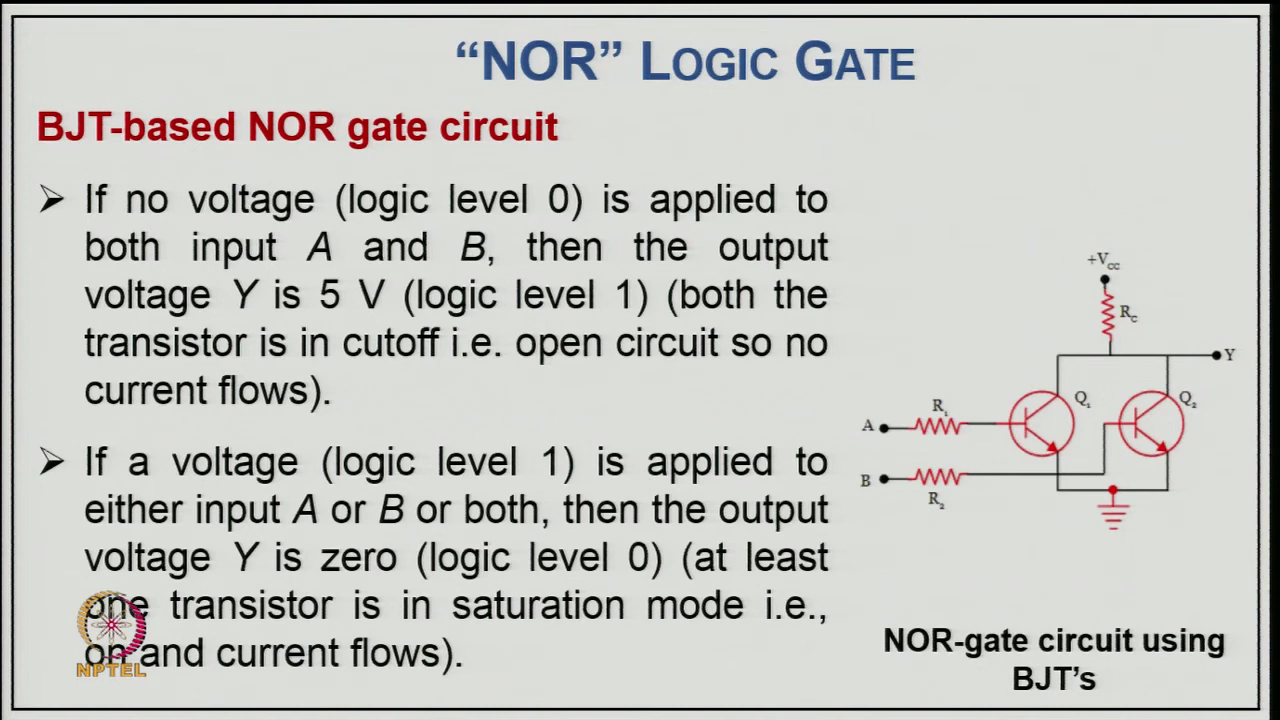 “NOR” LOGIC GATE
BJT-based NOR gate circuit
➢ If no voltage (logic level 0) is applied to
both input A and B, then the output
voltage Y is 5 V (logic level 1) (both the
transistor is in cutoff i.e. open circuit so no
current flows).
➢ If a voltage (logic level 1) is applied to
either input A or B or both, then the output
voltage Y is zero (logic level 0) (at least
one transistor is in saturation mode i.e.,
on and current flows).
NPTEL
+Vcc
Rc
Y
A
R₁
Q₁
Q₂
B
R₂
NOR-gate circuit using
BJT’s